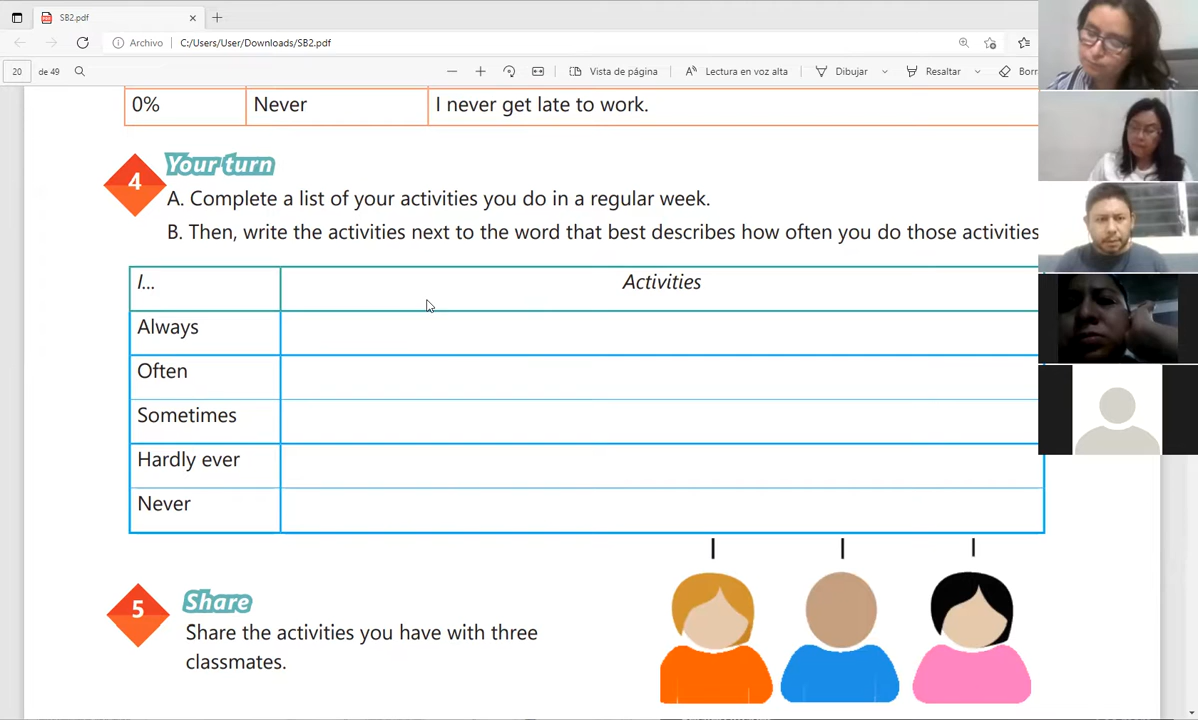 SB2.pdf
Archivo C:/Users/User/Downloads/SB2.pdf
20 de 49 Vista de página Lectura en voz alta Dibujar Resaltar Borr
0% Never I never get late to work.
4 Your turn
A. Complete a list of your activities you do in a regular week.
B. Then, write the activities next to the word that best describes how often you do those activities
I... Activities
Always
Often
Sometimes
Hardly ever
Never
5 Share
Share the activities you have with three
classmates.